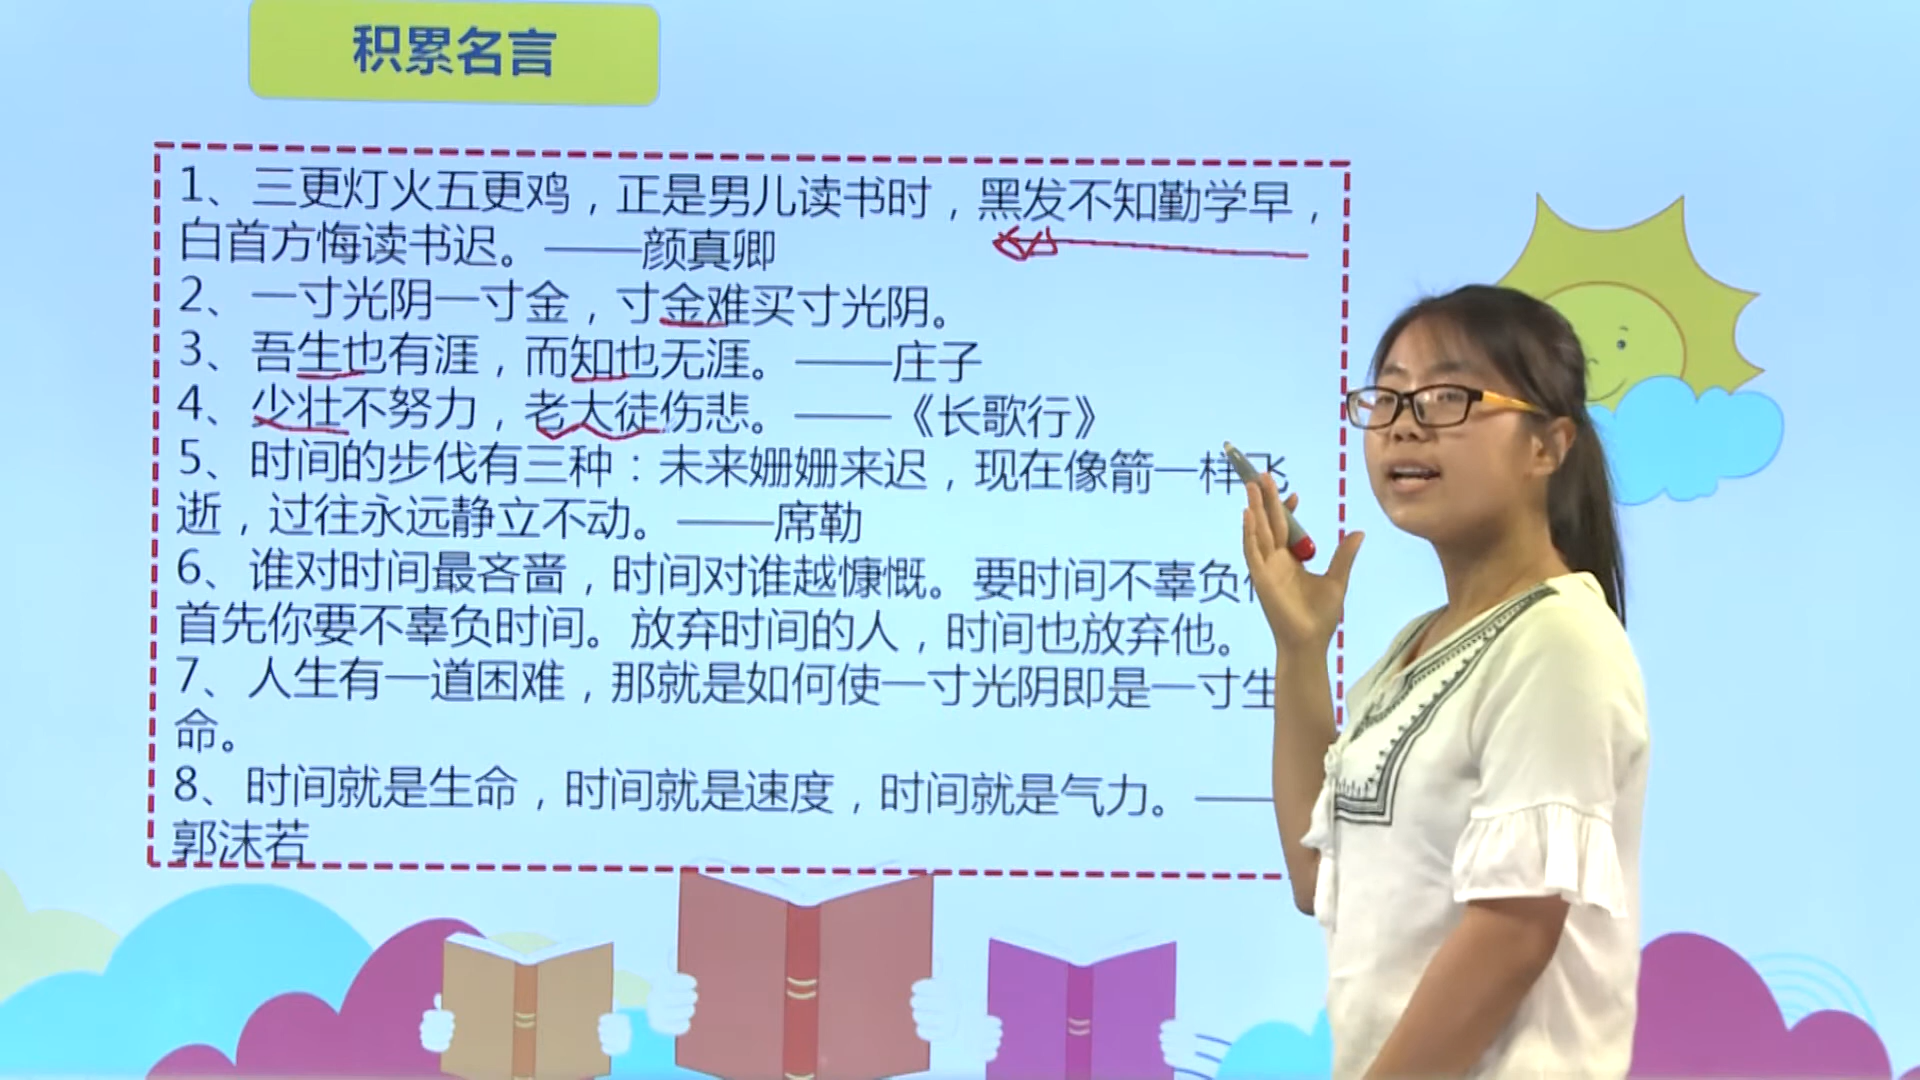 积累名言
1、三更灯火五更鸡，正是男儿读书时，黑发不知勤学早，
白首方悔读书迟。——颜真卿
2、一寸光阴一寸金，寸金难买寸光阴。
3、吾生也有涯，而知也无涯。——庄子
4、少壮不努力，老大徒伤悲。——《长歌行》
5、时间的步伐有三种：未来姗姗来迟，现在像箭一样飞
逝，过往永远静立不动。——席勒
6、谁对时间最吝啬，时间对谁越慷慨。要时间不辜负
首先你要不辜负时间。放弃时间的人，时间也放弃他。
7、人生有一道困难，那就是如何使一寸光阴即是一寸生
命。
8、时间就是生命，时间就是速度，时间就是气力。——
郭沫若